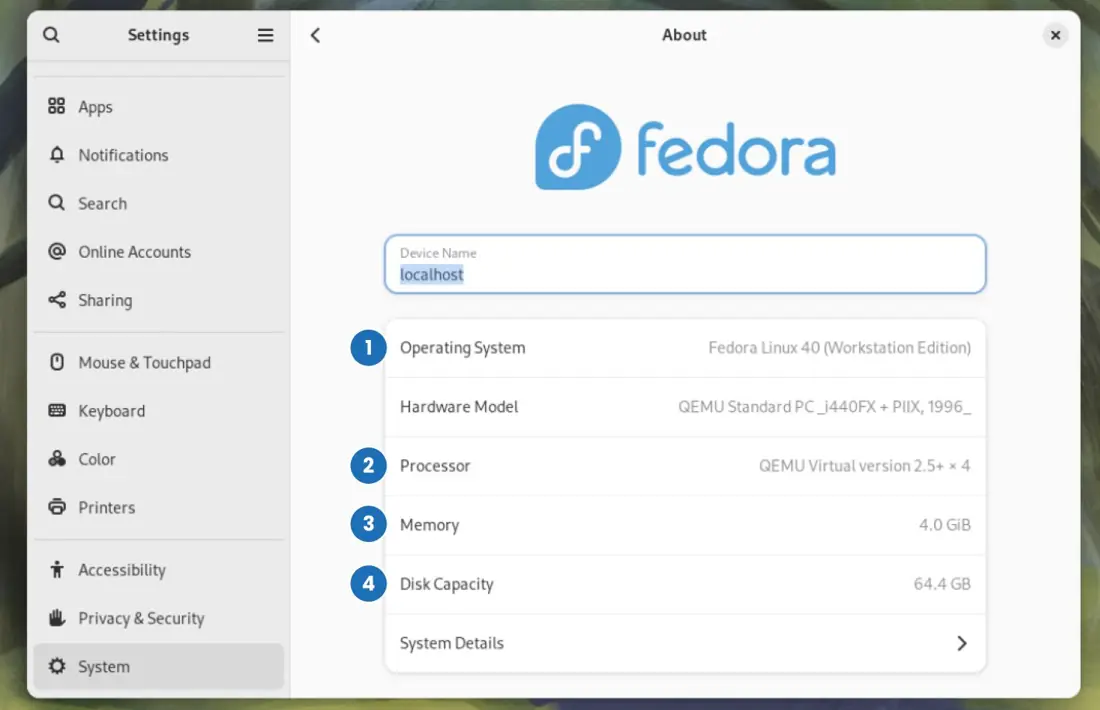 Settings
Apps
Notifications
Search
Online Accounts
Sharing
Mouse & Touchpad
Keyboard
Color
Printers
Accessibility
Privacy & Security
System
About
fedora
Device Name
localhost
1 Operating System Fedora Linux 40 (Workstation Edition)
Hardware Model QEMU Standard PC _i440FX + PIIX, 1996_
2 Processor QEMU Virtual version 2.5+ × 4
3 Memory 4.0 GiB
4 Disk Capacity 64.4 GB
System Details